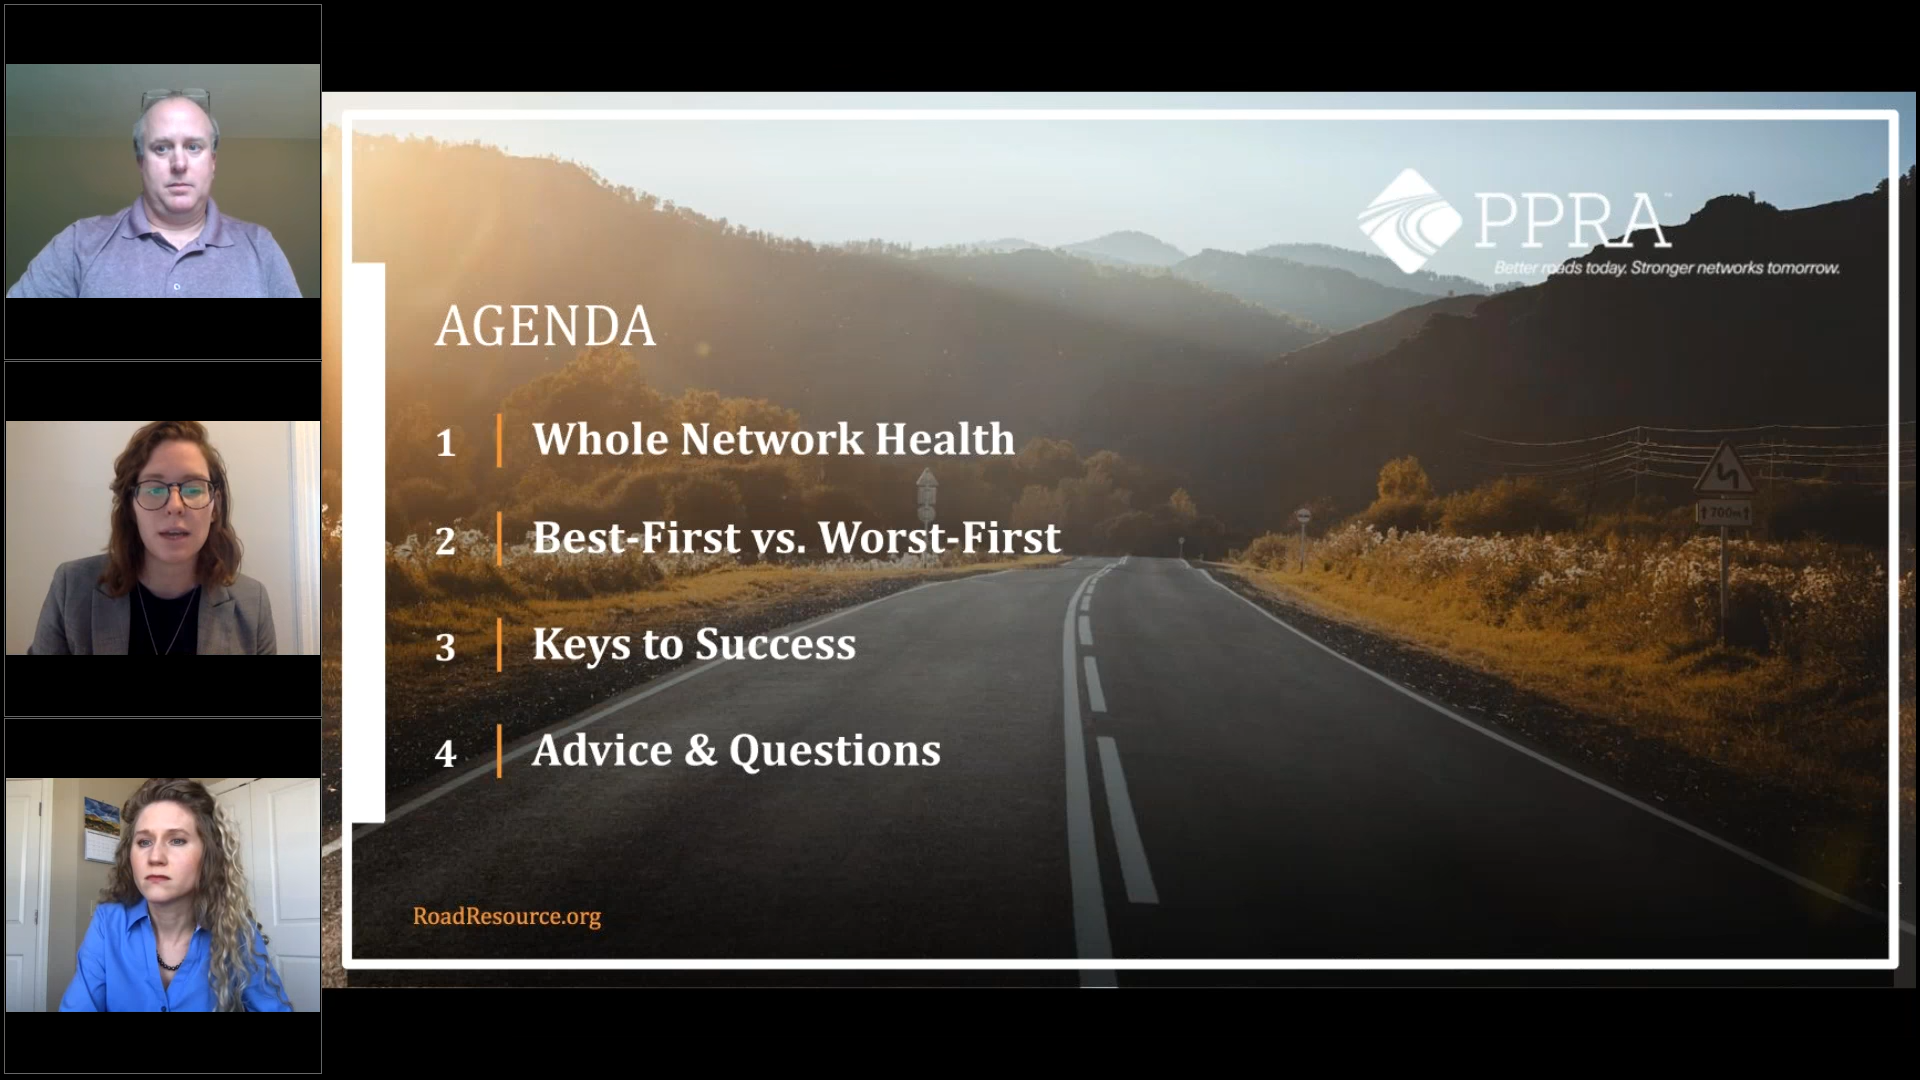 PPRA
Better roads today. Stronger networks tomorrow.
AGENDA
1 Whole Network Health
2 Best-First vs. Worst-First
3 Keys to Success
4 Advice & Questions
700м
RoadResource.org